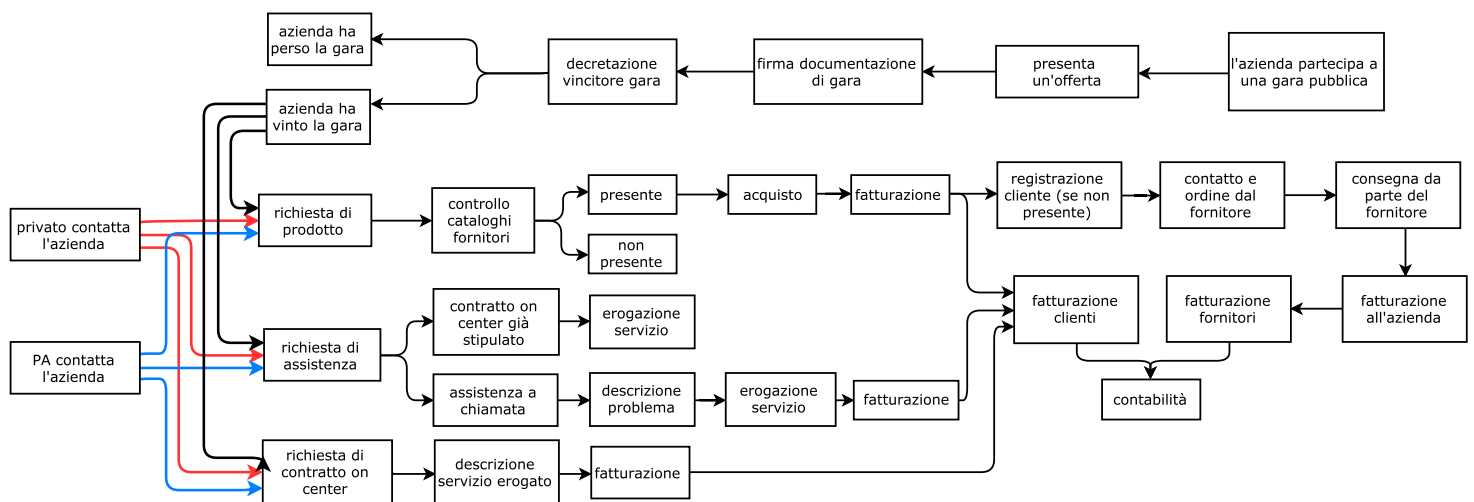 azienda ha
perso la gara
decretazione
vincitore gara
firma documentazione
di gara
presenta
un'offerta
l'azienda partecipa a
una gara pubblica
azienda ha
vinto la gara
privato contatta
l'azienda
richiesta di
prodotto
controllo
cataloghi
fornitori
presente
acquisto
fatturazione
registrazione
cliente (se non
presente)
contatto e
ordine dal
fornitore
consegna da
parte del
fornitore
non
presente
contratto on
center già
stipulato
erogazione
servizio
fatturazione
clienti
fatturazione
fornitori
fatturazione
all'azienda
PA contatta
l'azienda
richiesta di
assistenza
assistenza a
chiamata
descrizione
problema
erogazione
servizio
fatturazione
contabilità
richiesta di
contratto on
center
descrizione
servizio erogato
fatturazione